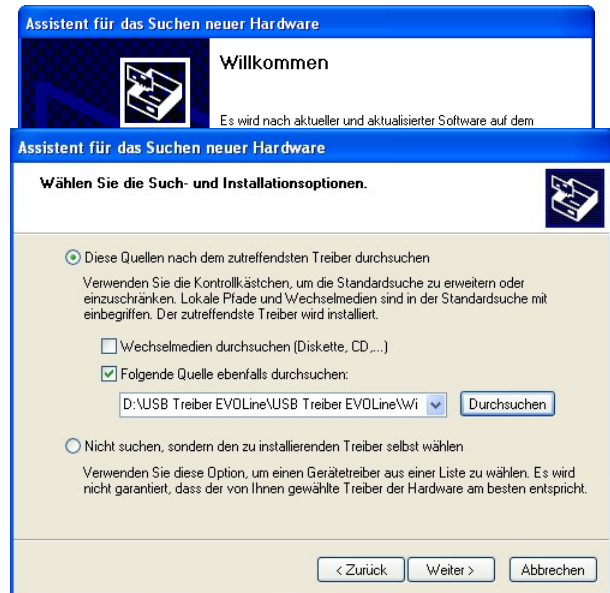 Assistent für das Suchen neuer Hardware
Willkommen
Es wird nach aktueller und aktualisierter Software auf dem
Assistent für das Suchen neuer Hardware
Wählen Sie die Such- und Installationsoptionen.
Diese Quellen nach dem zutreffendsten Treiber durchsuchen
Verwenden Sie die Kontrollkästchen, um die Standardsuche zu erweitern oder
einzuschränken. Lokale Pfade und Wechselmedien sind in der Standardsuche mit
einbegriffen. Der zutreffendste Treiber wird installiert.
Wechselmedien durchsuchen (Diskette, CD,...)
Folgende Quelle ebenfalls durchsuchen:
D:\USB Treiber EVOLine\USB Treiber EVOLine\Wi Durchsuchen
Nicht suchen, sondern den zu installierenden Treiber selbst wählen
Verwenden Sie diese Option, um einen Gerätetreiber aus einer Liste zu wählen. Es wird
nicht garantiert, dass der von Ihnen gewählte Treiber der Hardware am besten entspricht.
< Zurück Weiter > Abbrechen